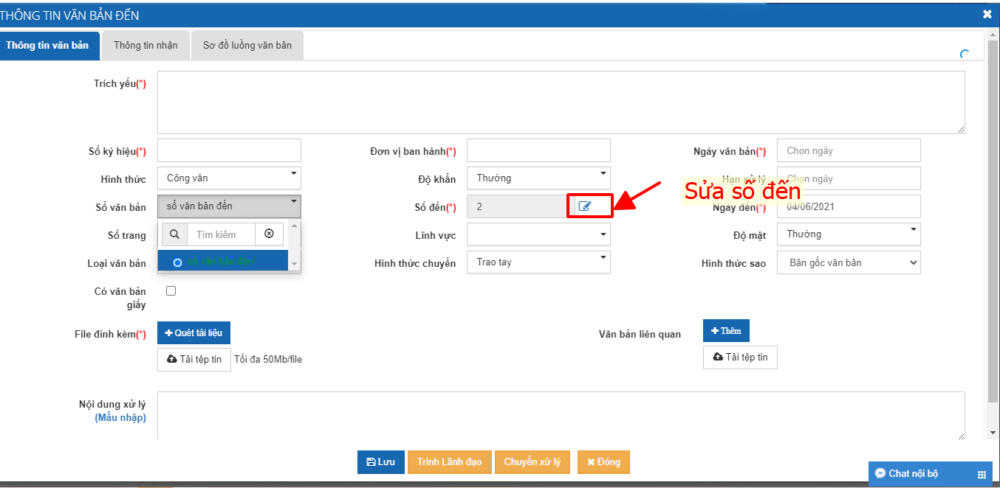 THÔNG TIN VĂN BẢN ĐẾN
Thông tin văn bản Thông tin nhận Sơ đồ luồng văn bản
Trích yếu(*)
Số ký hiệu(*) Đơn vị ban hành(*) Ngày văn bản(*) Chọn ngày
Hình thức Công văn Độ khẩn Thường Hạn xử lý Chọn ngày
Sửa số đến
Sổ văn bản sổ văn bản đến Số đến(*) 2 Ngày đến(*) 04/06/2021
Số trang Tìm kiếm Lĩnh vực Độ mật Thường
Loại văn bản sổ văn bản đến Hình thức chuyển Trao tay Hình thức sao Bản gốc văn bản
Có văn bản
giấy
File đính kèm(*) Quét tài liệu Văn bản liên quan Thêm
Tải tệp tin Tối đa 50Mb/file Tải tệp tin
Nội dung xử lý
(Mẫu nhập)
Lưu Trình Lãnh đạo Chuyển xử lý Đóng
Chat nội bộ